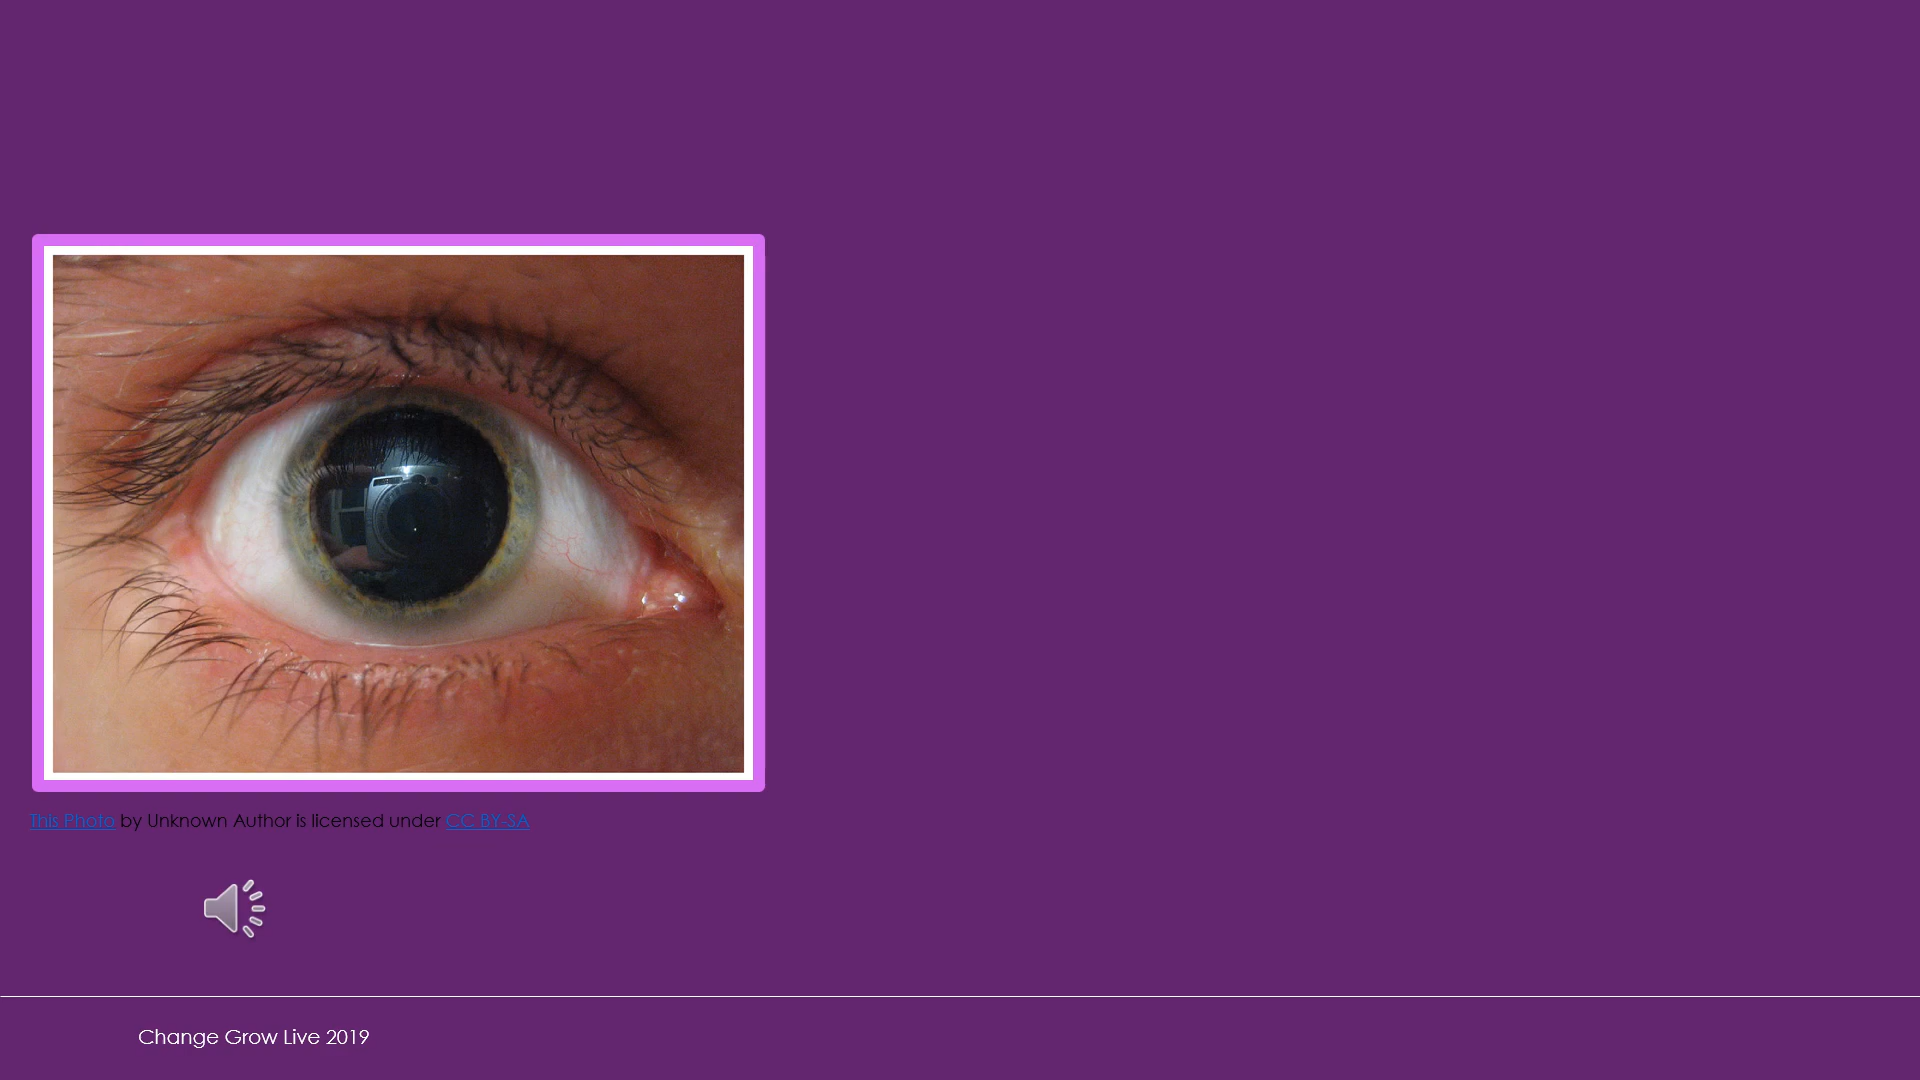 This Photo by Unknown Author is licensed under CC BY-SA
Change Grow Live 2019